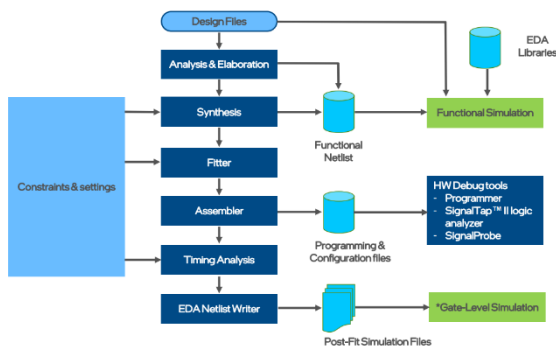 Design Files
EDA
Libraries
Analysis & Elaboration
Synthesis
Functional
Netlist
Functional Simulation
Fitter
Constraints & settings
Assembler
Programming &
Configuration files
HW Debug tools
- Programmer
- SignalTap™ II logic
analyzer
- SignalProbe
Timing Analysis
EDA Netlist Writer
Post-Fit Simulation Files
*Gate-Level Simulation